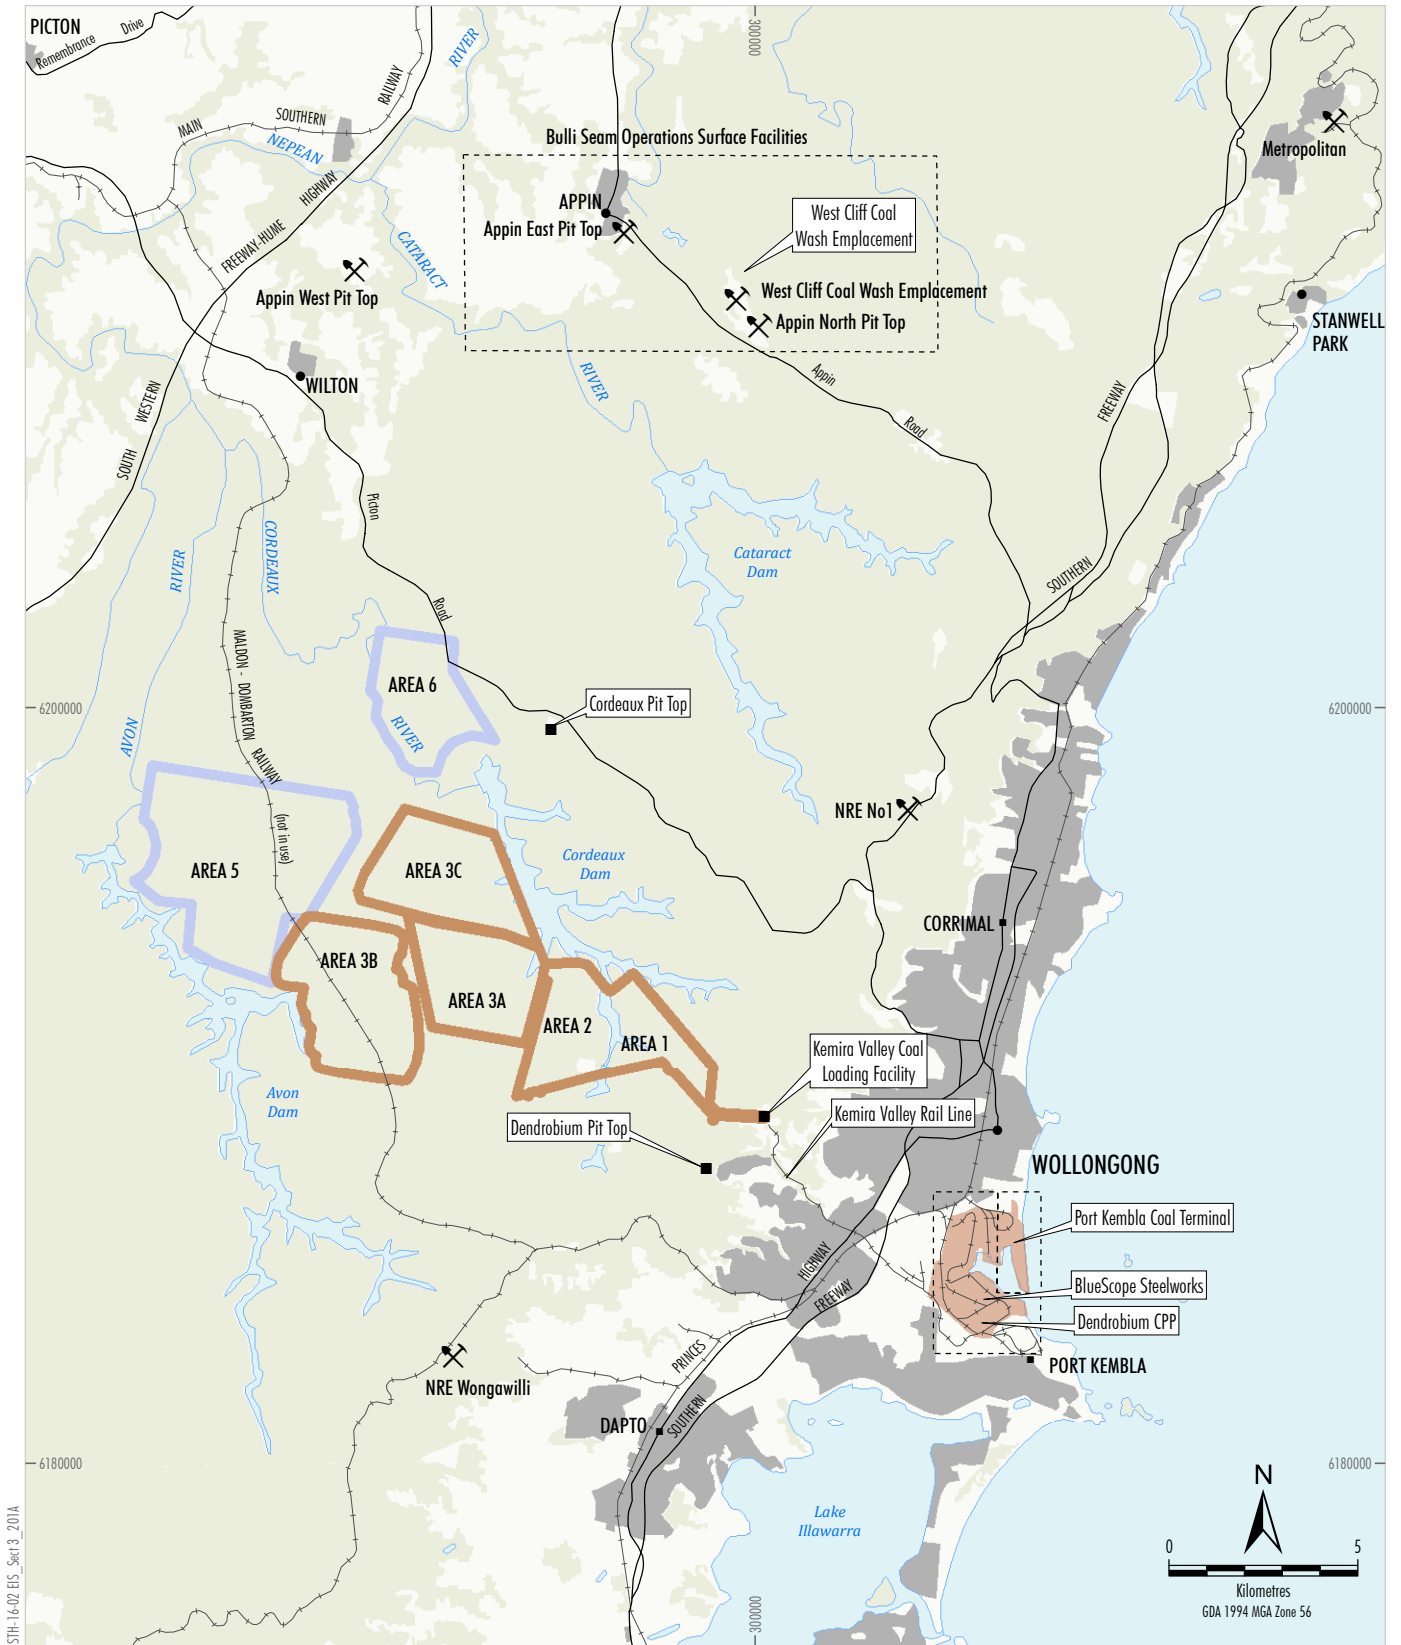 PICTON
Remembrance
Drive
RAILWAY
RIVER
300000
SOUTHERN
MAIN
NEPEAN
Bulli Seam Operations Surface Facilities
Metropolitan
HIGHWAY
APPIN
Appin East Pit Top
West Cliff Coal
Wash Emplacement
FREEWAY-HUME
CATARACT
Appin West Pit Top
West Cliff Coal Wash Emplacement
Appin North Pit Top
STANWELL
PARK
WILTON
RIVER
Appin
Road
WESTERN
SOUTH
FREEWAY
Picton
CORDEAUX
RIVER
Cataract
Dam
SOUTHERN
Road
MALDON - DOMBARTON RAILWAY
(not in use)
AREA 6
RIVER
Cordeaux Pit Top
6200000
6200000
AVON
NRE No1
AREA 5
AREA 3C
Cordeaux
Dam
CORRIMAL
AREA 3B
AREA 3A
AREA 2
AREA 1
Kemira Valley Coal
Loading Facility
Avon
Dam
Dendrobium Pit Top
Kemira Valley Rail Line
WOLLONGONG
Port Kembla Coal Terminal
HIGHWAY
FREEWAY
BlueScope Steelworks
Dendrobium CPP
PRINCES
PORT KEMBLA
NRE Wongawilli
DAPTO
SOUTHERN
6180000
6180000
Lake
Illawarra
N
0
5
Kilometres
GDA 1994 MGA Zone 56
300000
STH-16-02 EIS_Sect 3_201A